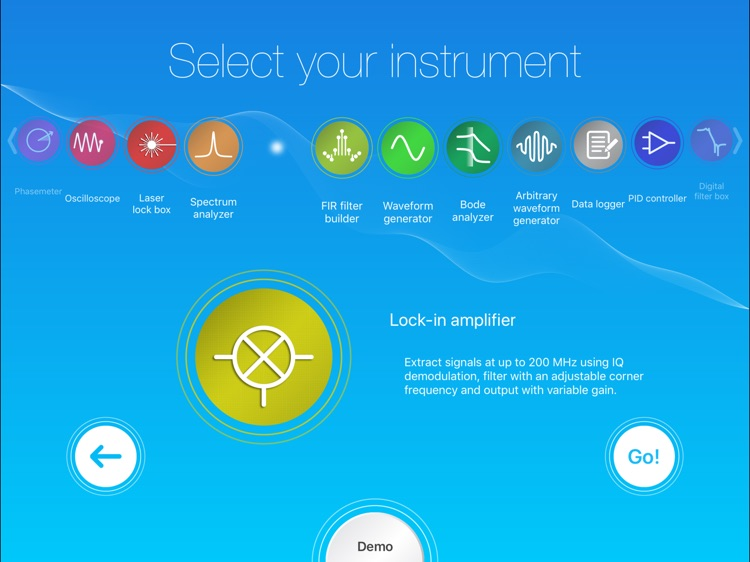 Select your instrument
Phasemeter
Oscilloscope
Laser
lock box
Spectrum
analyzer
FIR filter
builder
Waveform
generator
Bode
analyzer
Arbitrary
waveform
generator
Data logger
PID controller
Digital
filter box
Lock-in amplifier
Extract signals at up to 200 MHz using IQ
demodulation, filter with an adjustable corner
frequency and output with variable gain.
Go!
Demo